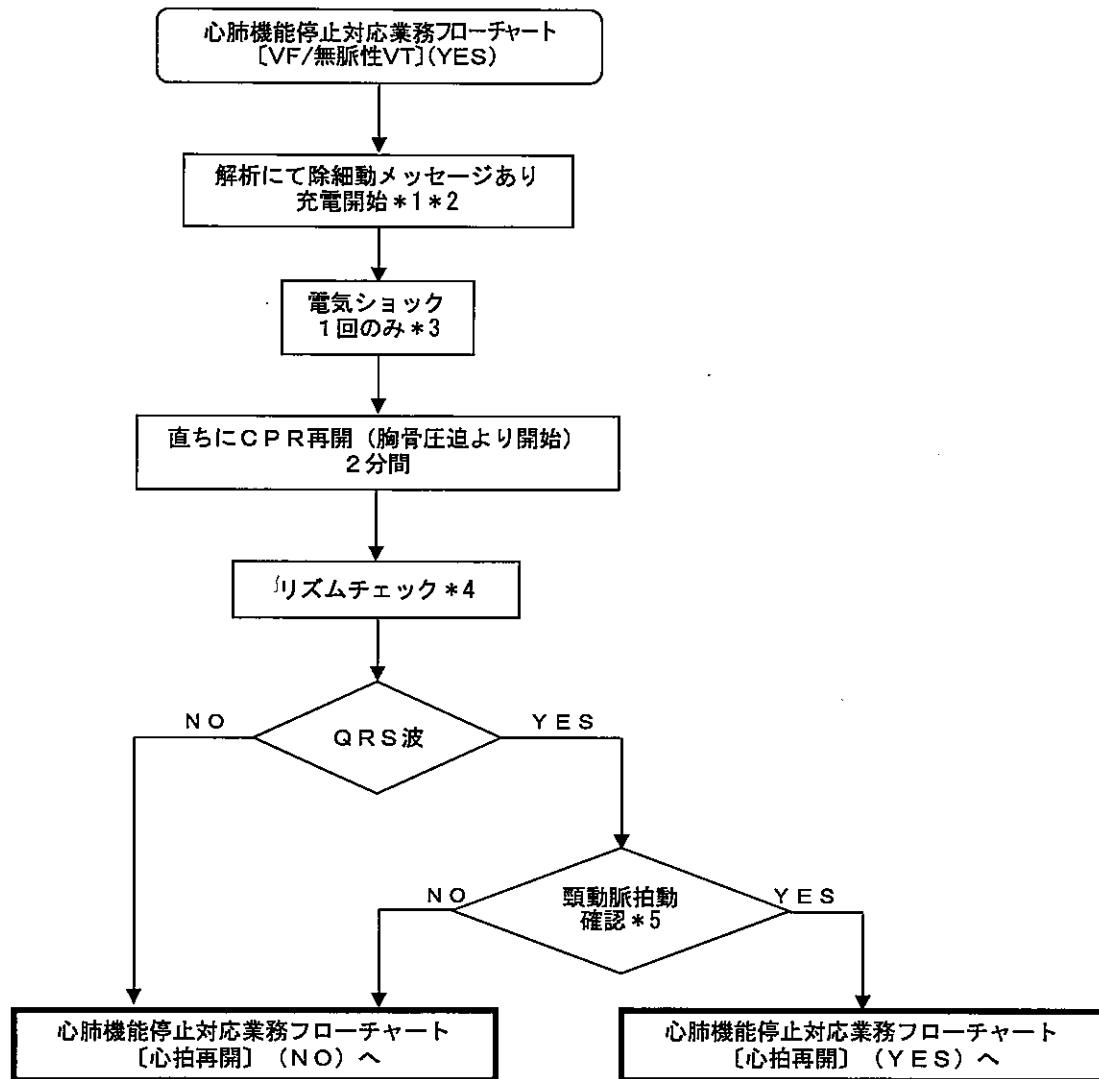 心肺機能停止対応業務フローチャート
〔VF/無脈性VT〕(YES)
解析にて除細動メッセージあり
充電開始*1*2
電気ショック
1回のみ*3
直ちにCPR再開(胸骨圧迫より開始)
2分間
リズムチェック*4
NO
YES
QRS波
NO
YES
頸動脈拍動
確認*5
心肺機能停止対応業務フローチャート
〔心拍再開〕(NO)へ
心肺機能停止対応業務フローチャート
〔心拍再開〕(YES)へ